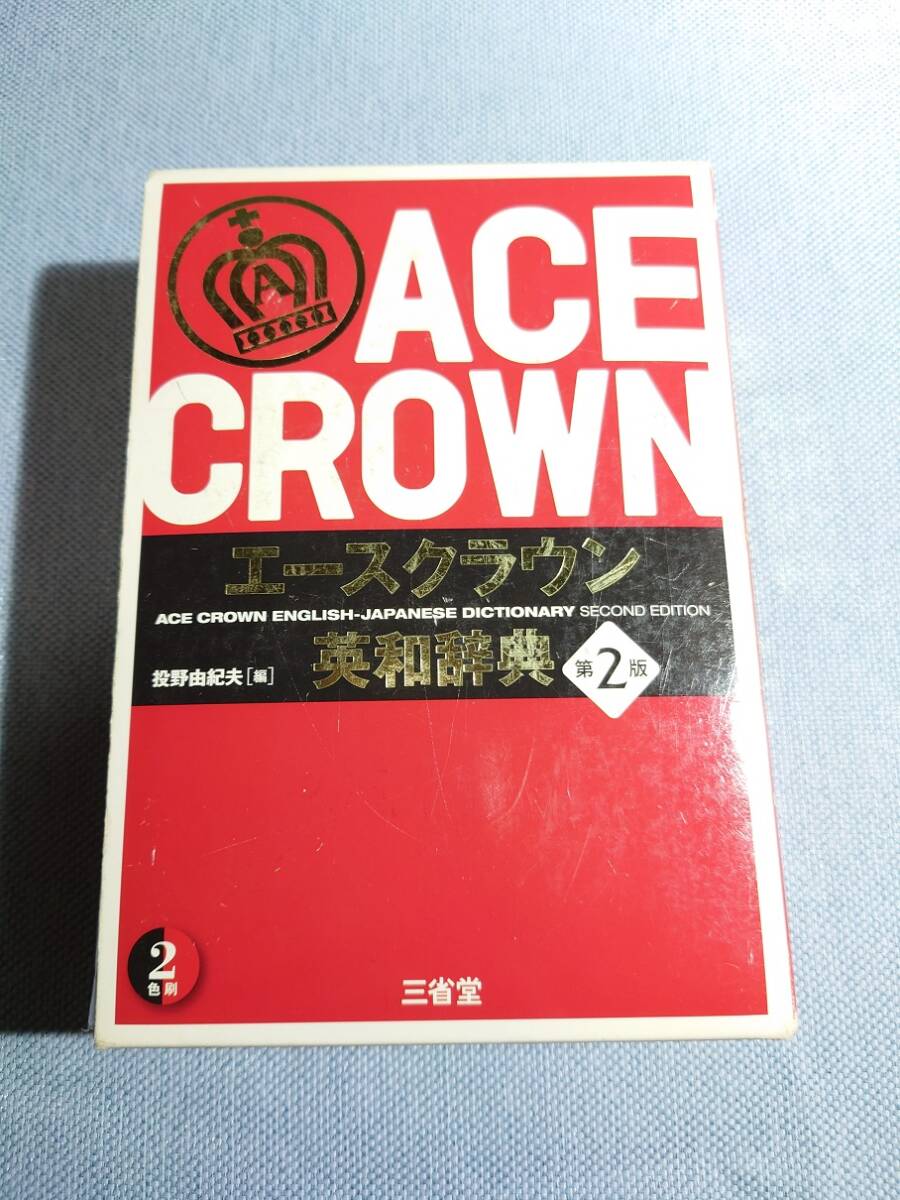 A
ACE
CROWN
エースクラウン
ACE CROWN ENGLISH-JAPANESE DICTIONARY SECOND EDITION
投野由紀夫[編]
英和辞典
第2版
2
色刷
三省堂